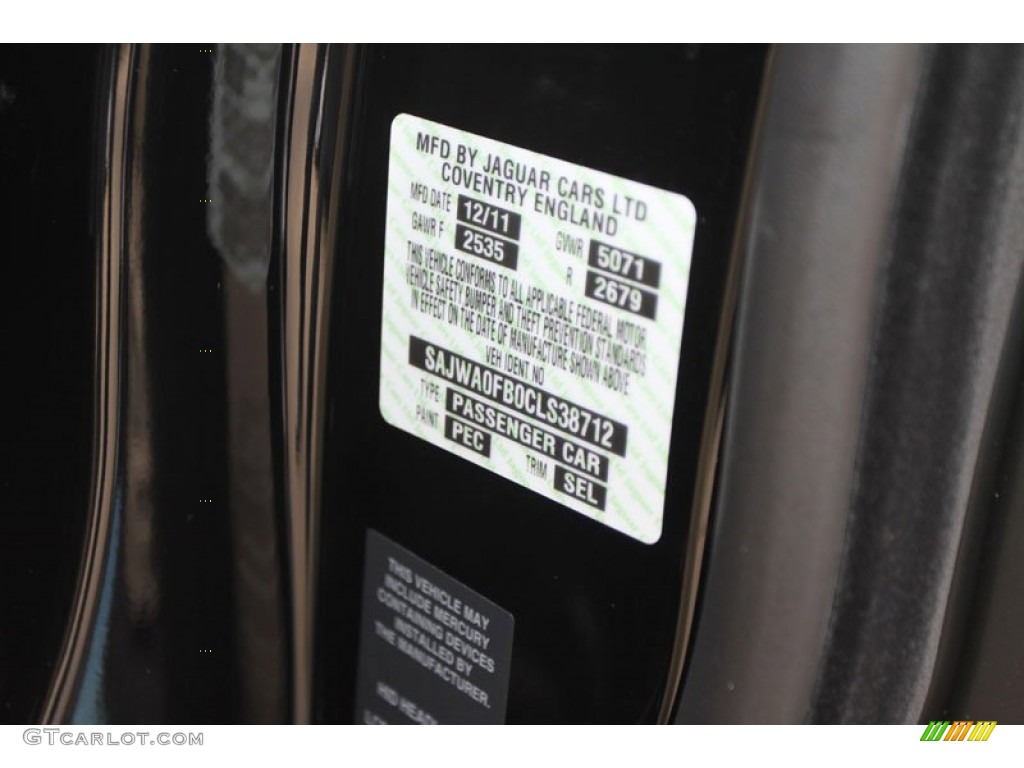 MFD BY JAGUAR CARS LTD
COVENTRY ENGLAND
MFD DATE 12/11 GVWR 5071
GAWR F 2535 R 2679
THIS VEHICLE CONFORMS TO ALL APPLICABLE FEDERAL MOTOR
VEHICLE SAFETY BUMPER AND THEFT PREVENTION STANDARDS
IN EFFECT ON THE DATE OF MANUFACTURE SHOWN ABOVE
VEH IDENT NO
SAJWA0FB0CLS38712
TYPE PASSENGER CAR
PAINT PEC TRIM SEL
THIS VEHICLE MAY
INCLUDE MERCURY
CONTAINING DEVICES
INSTALLED BY
THE MANUFACTURER.
HID HEAD
GTCarlot.com